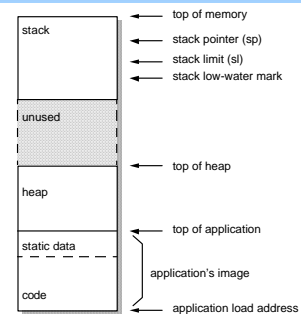 top of memory
stack
stack pointer (sp)
stack limit (sl)
stack low-water mark
unused
top of heap
heap
top of application
static data
application's image
code
application load address